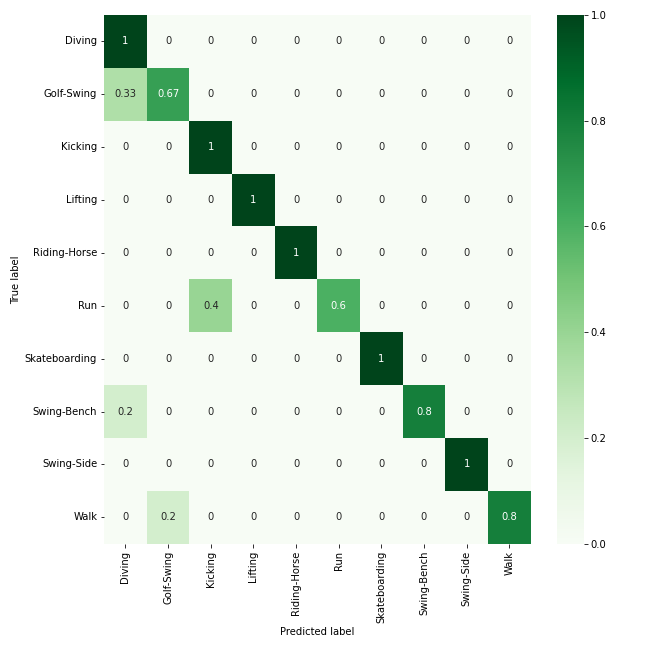 Diving 1 0 0 0 0 0 0 0 0 0
Golf-Swing 0.33 0.67 0 0 0 0 0 0 0 0
Kicking 0 0 1 0 0 0 0 0 0 0
Lifting 0 0 0 1 0 0 0 0 0 0
Riding-Horse 0 0 0 0 1 0 0 0 0 0
Run 0 0 0.4 0 0 0.6 0 0 0 0
Skateboarding 0 0 0 0 0 0 1 0 0 0
Swing-Bench 0.2 0 0 0 0 0 0 0.8 0 0
Swing-Side 0 0 0 0 0 0 0 0 1 0
Walk 0 0.2 0 0 0 0 0 0 0 0.8
True label
Diving Golf-Swing Kicking Lifting Riding-Horse Run Skateboarding Swing-Bench Swing-Side Walk
Predicted label
1.0
0.8
0.6
0.4
0.2
0.0